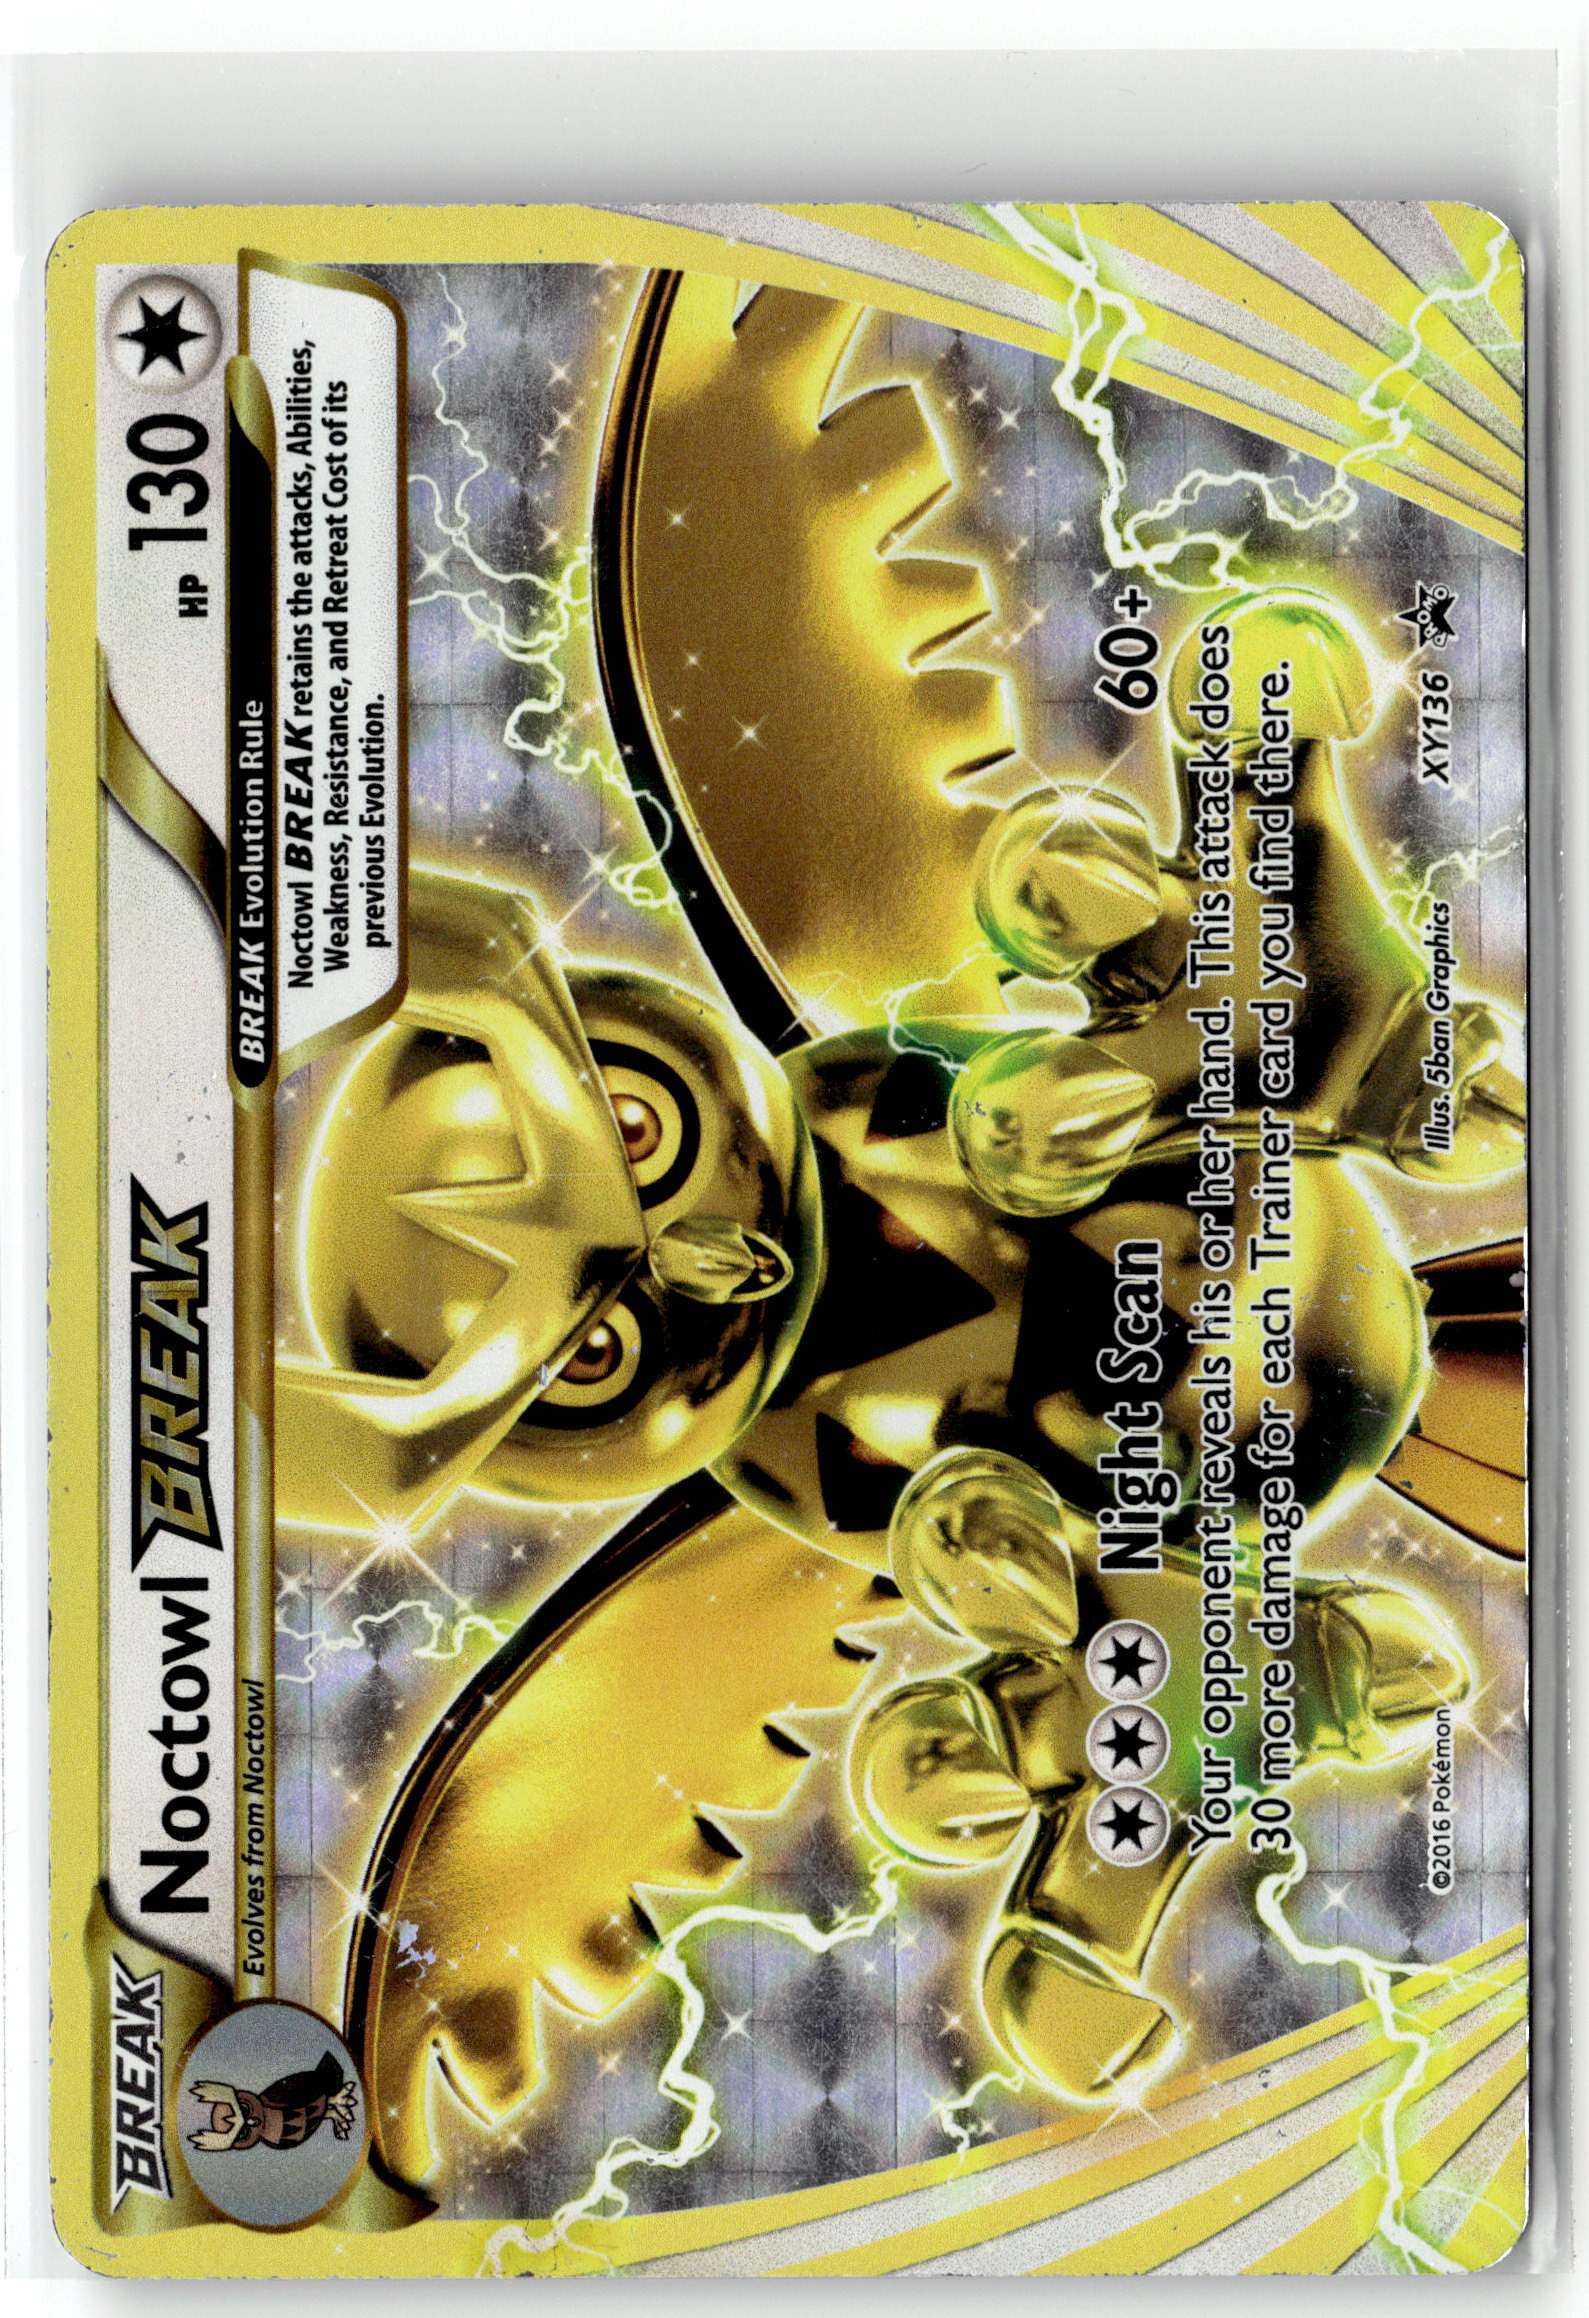 BREAK
Noctowl BREAK
HP 130
Evolves from Noctowl
BREAK Evolution Rule
Noctowl BREAK retains the attacks, Abilities,
Weakness, Resistance, and Retreat Cost of its
previous Evolution.
Night Scan 60+
Your opponent reveals his or her hand. This attack does
30 more damage for each Trainer card you find there.
©2016 Pokémon
Illus. 5ban Graphics
XY136
PROMO